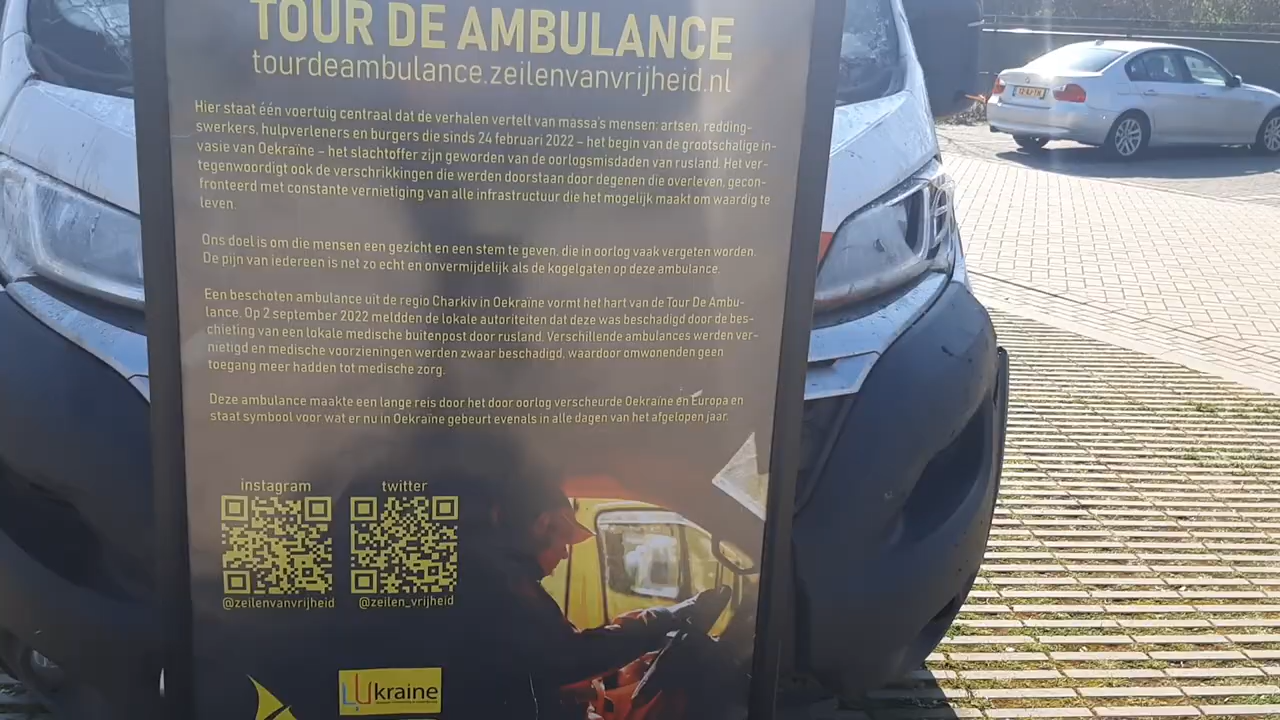 TOUR DE AMBULANCE
tourdeambulance.zeilenvanvrijheid.nl
Hier staat één voertuig centraal dat de verhalen vertelt van massa's mensen: artsen, redding-
swerkers, hulpverleners en burgers die sinds 24 februari 2022 – het begin van de grootschalige in-
vasie van Oekraïne – het slachtoffer zijn geworden van de oorlogsmisdaden van rusland. Het ver-
tegenwoordigt ook de verschrikkingen die werden doorstaan door degenen die overleven, gecon-
fronteerd met constante vernietiging van alle infrastructuur die het mogelijk maakt om waardig te
leven.
Ons doel is om die mensen een gezicht en een stem te geven, die in oorlog vaak vergeten worden.
De pijn van iedereen is net zo echt en onvermijdelijk als de kogelgaten op deze ambulance.
Een beschoten ambulance uit de regio Charkiv in Oekraïne vormt het hart van de Tour De Ambu-
lance. Op 2 september 2022 meldden de lokale autoriteiten dat deze was beschadigd door de bes-
chieting van een lokale medische buitenpost door rusland. Verschillende ambulances werden ver-
nietigd en medische voorzieningen werden zwaar beschadigd, waardoor omwonenden geen
toegang meer hadden tot medische zorg.
Deze ambulance maakte een lange reis door het door oorlog verscheurde Oekraïne en Europa en
staat symbool voor wat er nu in Oekraïne gebeurt evenals in alle dagen van het afgelopen jaar.
instagram twitter
@zeilenvanvrijheid @zeilen_vrijheid
kraine